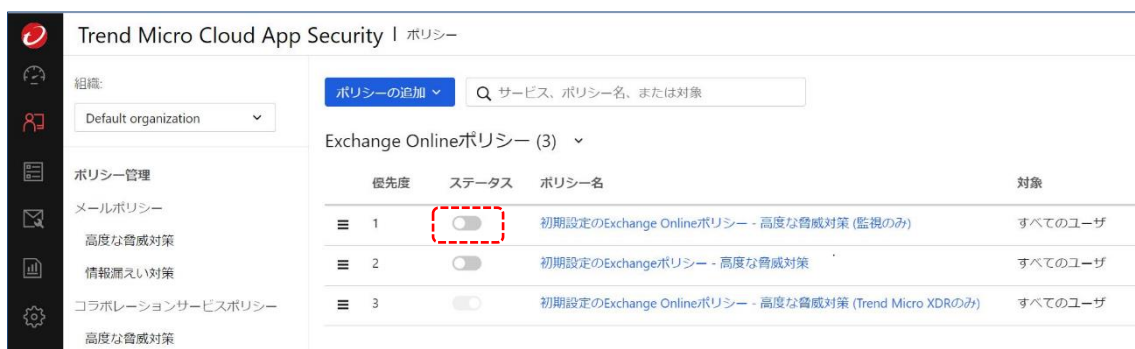 Trend Micro Cloud App Security | ポリシー
組織:
Default organization
ポリシー管理
メールポリシー
高度な脅威対策
情報漏えい対策
コラボレーションサービスポリシー
高度な脅威対策
ポリシーの追加
サービス、ポリシー名、または対象
Exchange Onlineポリシー (3)
優先度 ステータス ポリシー名 対象
1 初期設定のExchange Onlineポリシー - 高度な脅威対策 (監視のみ) すべてのユーザ
2 初期設定のExchangeポリシー - 高度な脅威対策 すべてのユーザ
3 初期設定のExchange Onlineポリシー - 高度な脅威対策 (Trend Micro XDRのみ) すべてのユーザ